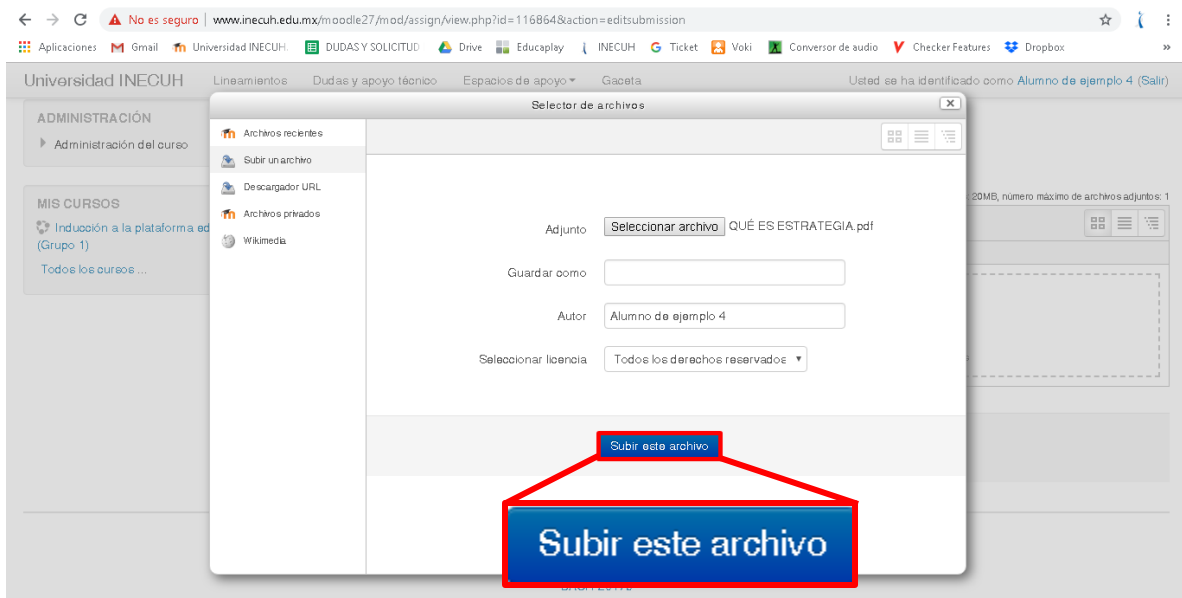 No es seguro | www.inecuh.edu.mx/moodle27/mod/assign/view.php?id=116864&action=editsubmission
Aplicaciones Gmail Universidad INECUH. DUDAS Y SOLICITUD Drive Educaplay INECUH Ticket Voki Conversor de audio Checker Features Dropbox »
Universidad INECUH Lineamientos Dudas y apoyo técnico Espacios de apoyo Gaceta Usted se ha identificado como Alumno de ejemplo 4 (Salir)
Selector de archivos
ADMINISTRACIÓN
Administración del curso
MIS CURSOS
Inducción a la plataforma ed
(Grupo 1)
Todos los cursos ...
Archivos recientes
Subir un archivo
Descargador URL
Archivos privados
Wikimedia
20MB, número máximo de archivos adjuntos: 1
Adjunto Seleccionar archivo QUÉ ES ESTRATEGIA.pdf
Guardar como
Autor Alumno de ejemplo 4
Seleccionar licencia Todos los derechos reservados
Subir este archivo
Subir este archivo